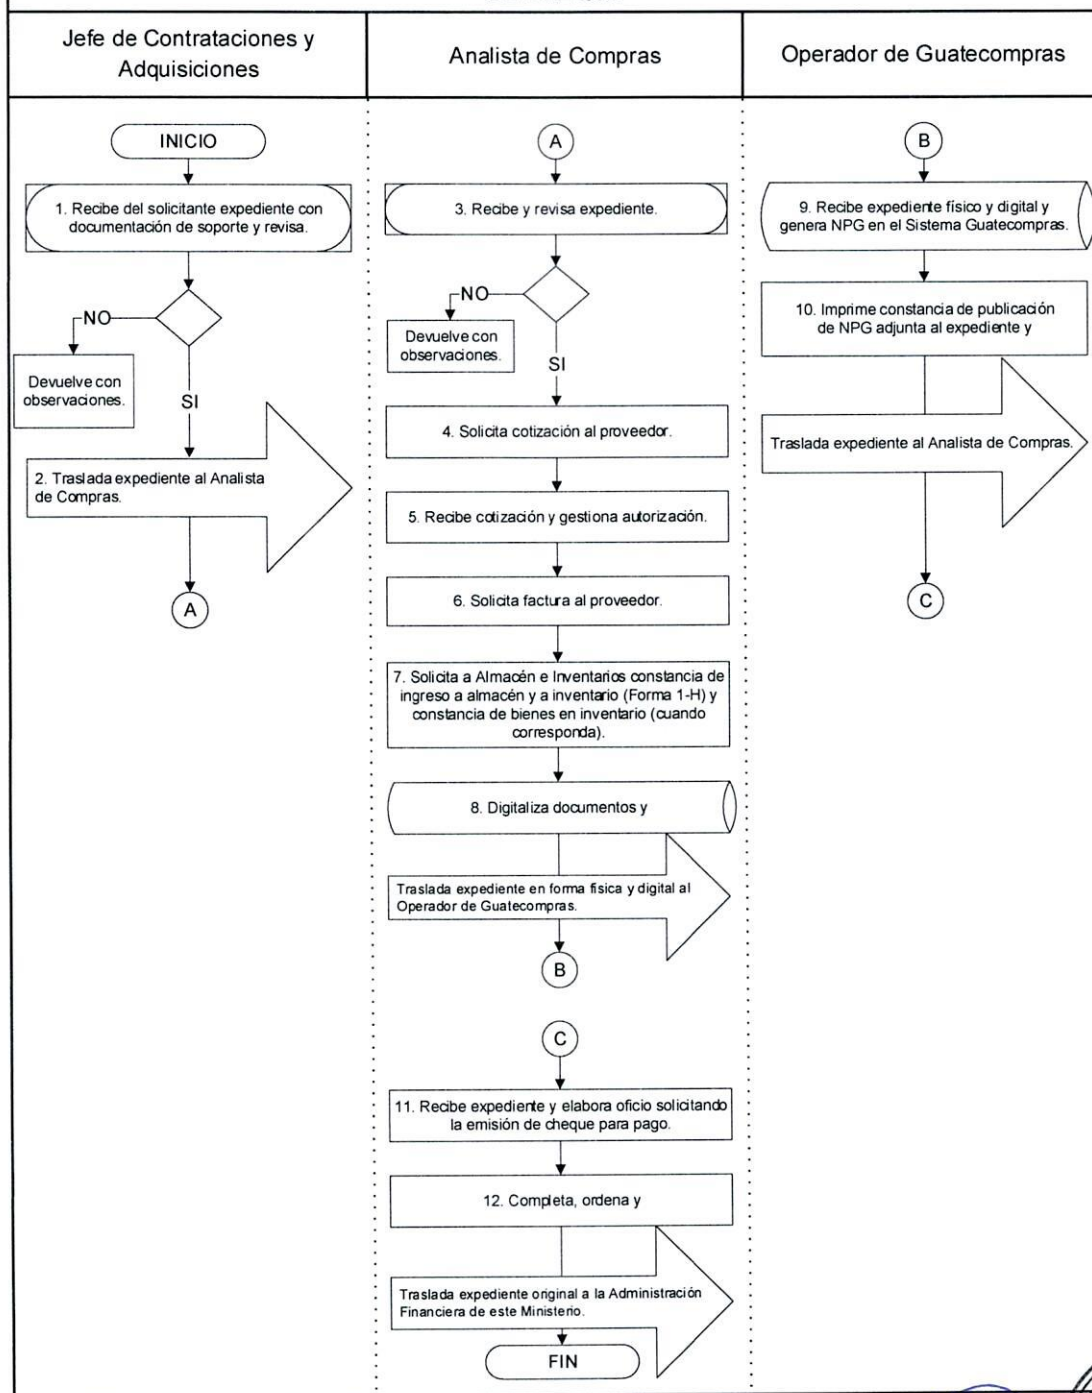 Jefe de Contrataciones y
Adquisiciones
Analista de Compras
Operador de Guatecompras
INICIO
1. Recibe del solicitante expediente con
documentación de soporte y revisa.
NO
Devuelve con
observaciones.
SI
2. Traslada expediente al Analista
de Compras.
A
A
3. Recibe y revisa expediente.
NO
Devuelve con
observaciones.
SI
4. Solicita cotización al proveedor.
5. Recibe cotización y gestiona autorización.
6. Solicita factura al proveedor.
7. Solicita a Almacén e Inventarios constancia de
ingreso a almacén y a inventario (Forma 1-H) y
constancia de bienes en inventario (cuando
corresponda).
8. Digitaliza documentos y
Traslada expediente en forma física y digital al
Operador de Guatecompras.
B
B
9. Recibe expediente físico y digital y
genera NPG en el Sistema Guatecompras.
10. Imprime constancia de publicación
de NPG adjunta al expediente y
Traslada expediente al Analista de Compras.
C
C
11. Recibe expediente y elabora oficio solicitando
la emisión de cheque para pago.
12. Completa, ordena y
Traslada expediente original a la Administración
Financiera de este Ministerio.
FIN